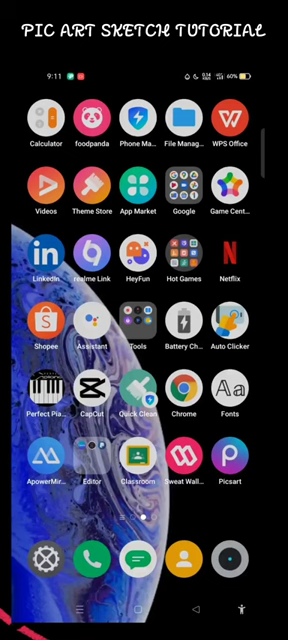 PIC ART SKETCH TUTORIAL
9:11
60%
Calculator foodpanda Phone Ma... File Manag... WPS Office
Videos Theme Store App Market Google Game Cent...
LinkedIn realme Link HeyFun Hot Games Netflix
Shopee Assistant Tools Battery Ch... Auto Clicker
Perfect Pia... CapCut Quick Clean Chrome Fonts
ApowerMir... Editor Classroom Sweat Wall... Picsart